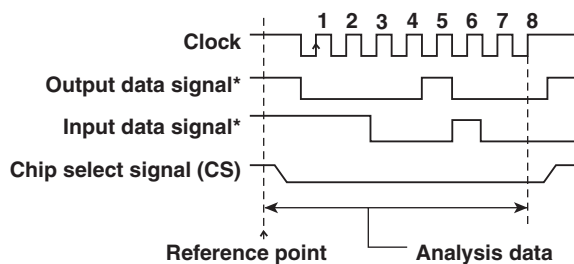 1 2 3 4 5 6 7 8
Clock
Output data signal*
Input data signal*
Chip select signal (CS)
Reference point
Analysis data